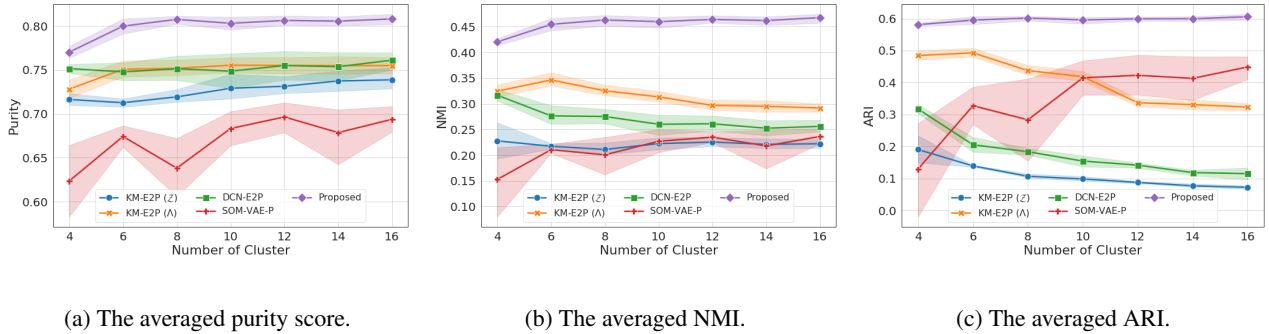 0.80
0.75
0.70
0.65
0.60
Purity
KM-E2P (𝒵)
KM-E2P (Λ)
DCN-E2P
SOM-VAE-P
Proposed
4 6 8 10 12 14 16
Number of Cluster
(a) The averaged purity score.
0.45
0.40
0.35
0.30
0.25
0.20
0.15
0.10
NMI
KM-E2P (𝒵)
KM-E2P (Λ)
DCN-E2P
SOM-VAE-P
Proposed
4 6 8 10 12 14 16
Number of Cluster
(b) The averaged NMI.
0.6
0.5
0.4
0.3
0.2
0.1
0.0
ARI
KM-E2P (𝒵)
KM-E2P (Λ)
DCN-E2P
SOM-VAE-P
Proposed
4 6 8 10 12 14 16
Number of Cluster
(c) The averaged ARI.